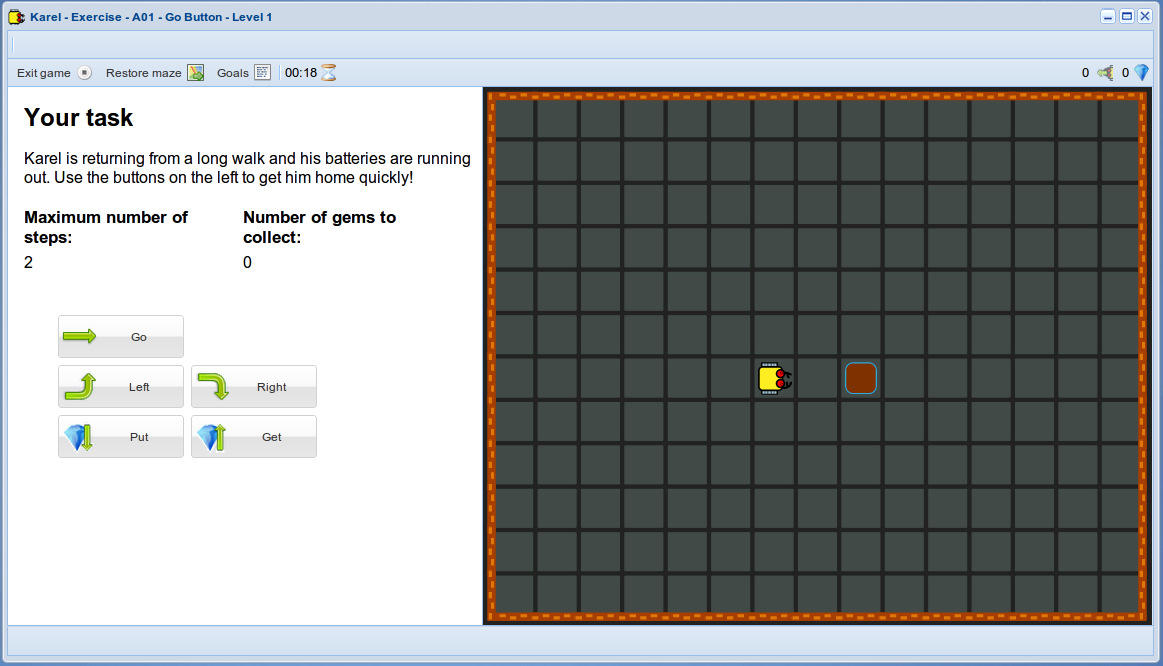 Karel - Exercise - A01 - Go Button - Level 1
Exit game Restore maze Goals 00:18 0 0
Your task
Karel is returning from a long walk and his batteries are running
out. Use the buttons on the left to get him home quickly!
Maximum number of
steps:
2
Number of gems to
collect:
0
Go
Left Right
Put Get